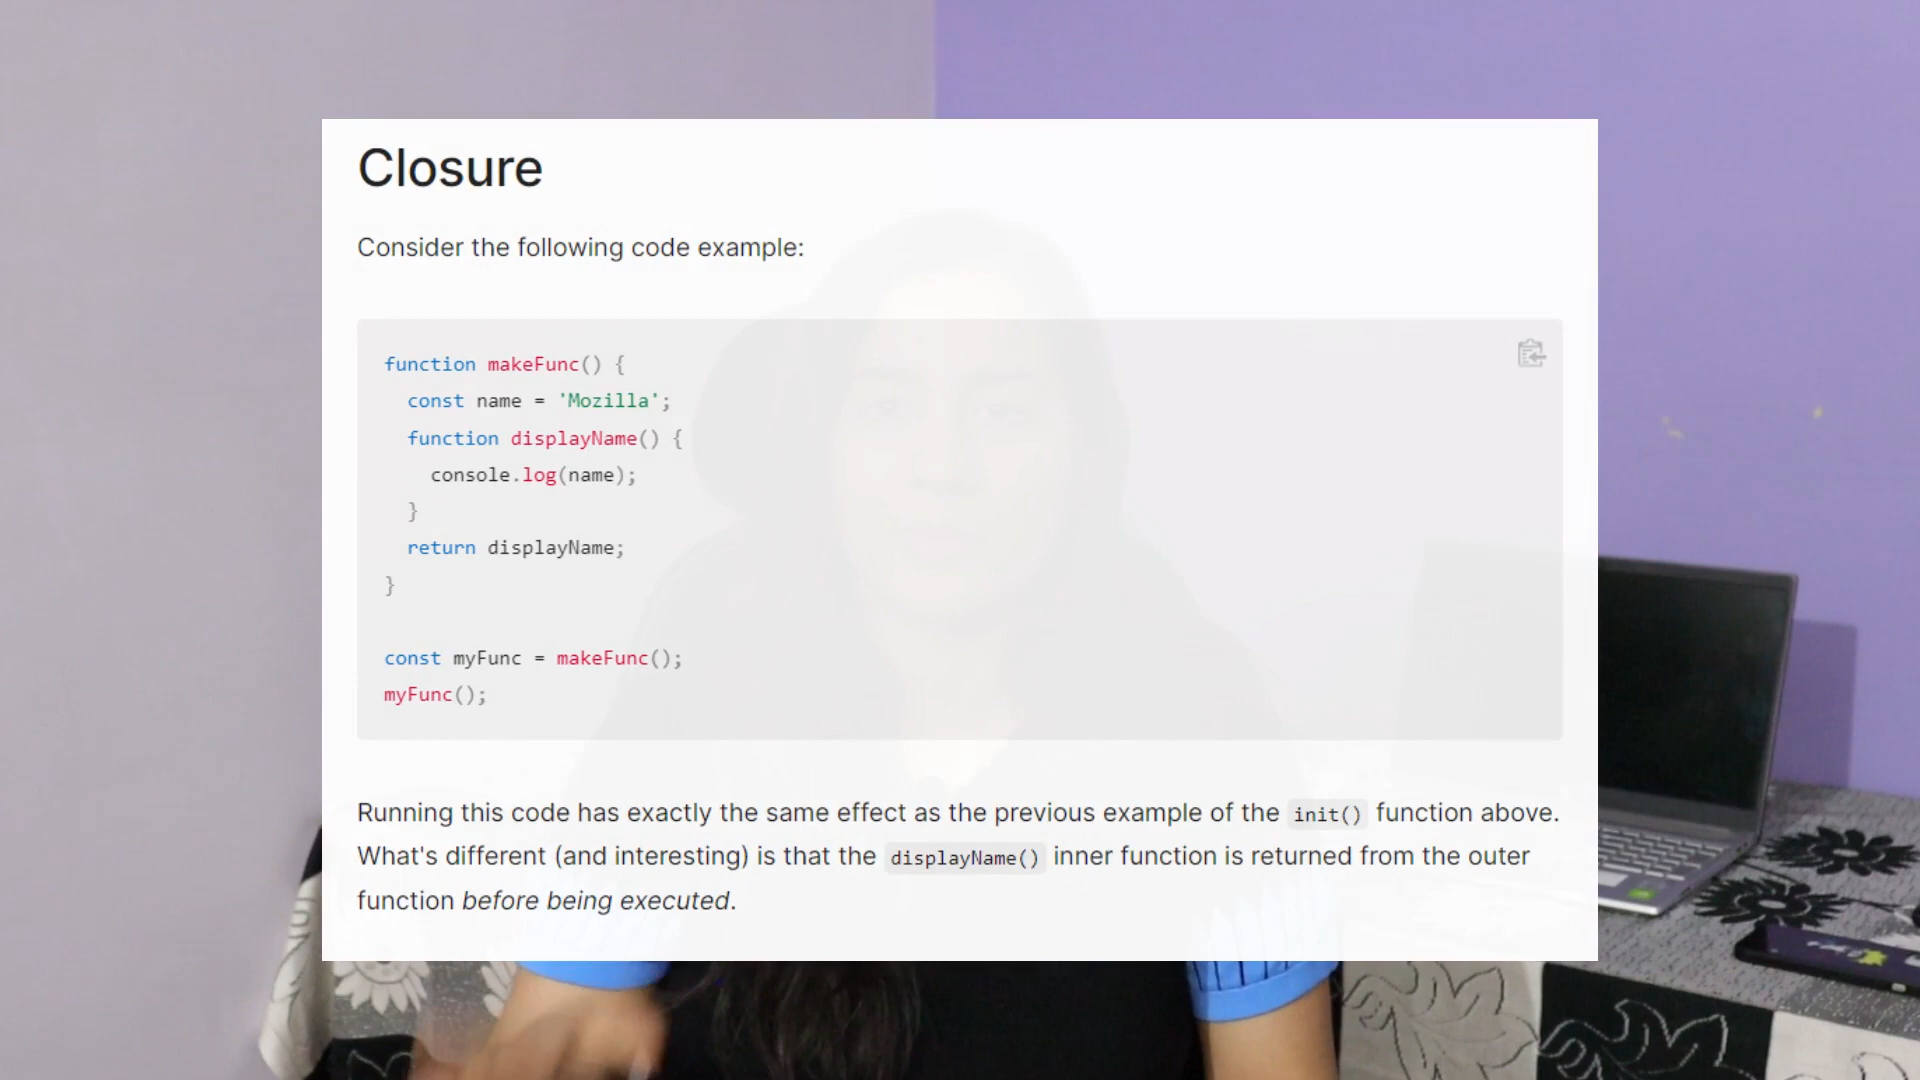 Closure
Consider the following code example:
function makeFunc() {
  const name = 'Mozilla';
  function displayName() {
    console.log(name);
  }
  return displayName;
}
const myFunc = makeFunc();
myFunc();
Running this code has exactly the same effect as the previous example of the init() function above.
What's different (and interesting) is that the displayName() inner function is returned from the outer
function before being executed.